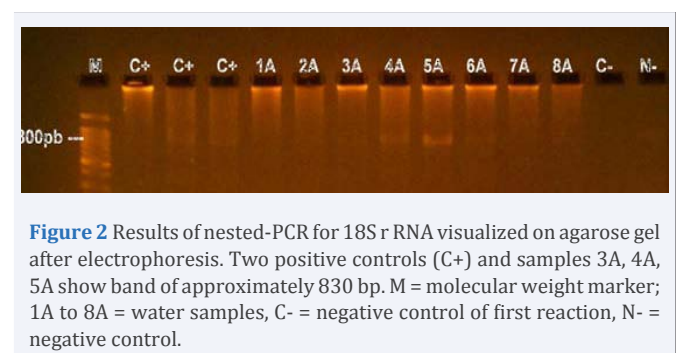 M C+ C+ C+ 1A 2A 3A 4A 5A 6A 7A 8A C- N-
800pb ---
Figure 2 Results of nested-PCR for 18S r RNA visualized on agarose gel
after electrophoresis. Two positive controls (C+) and samples 3A, 4A,
5A show band of approximately 830 bp. M = molecular weight marker;
1A to 8A = water samples, C- = negative control of first reaction, N- =
negative control.